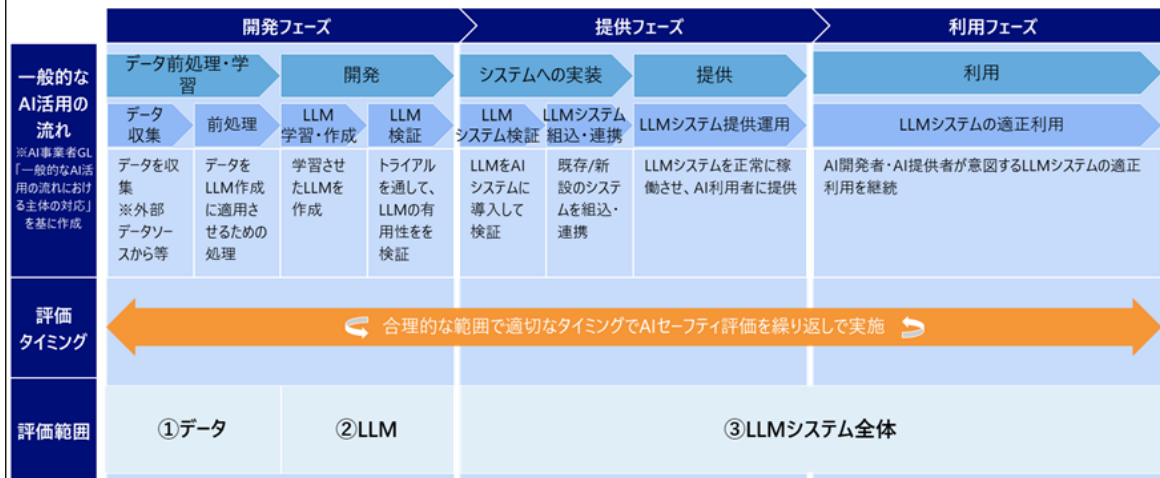 開発フェーズ
提供フェーズ
利用フェーズ
一般的な
AI活用の
流れ
※AI事業者GL
「一般的なAI活
用の流れにおけ
る主体の対応」
を基に作成
データ前処理・学
習
開発
システムへの実装
提供
利用
データ
収集
前処理
LLM
学習・作成
LLM
検証
LLM
システム検証
LLMシステム
組込・連携
LLMシステム提供運用
LLMシステムの適正利用
データを収
集
※外部
データソー
スから等
データを
LLM作成
に適用さ
せるための
処理
学習させ
たLLMを
作成
トライアル
を通して、
LLMの有
用性をを
検証
LLMをAI
システムに
導入して
検証
既存/新
設のシステ
ムを組込・
連携
LLMシステムを正常に稼
働させ、AI利用者に提供
AI開発者・AI提供者が意図するLLMシステムの適正
利用を継続
評価
タイミング
合理的な範囲で適切なタイミングでAIセーフティ評価を繰り返しで実施
評価範囲
①データ
②LLM
③LLMシステム全体